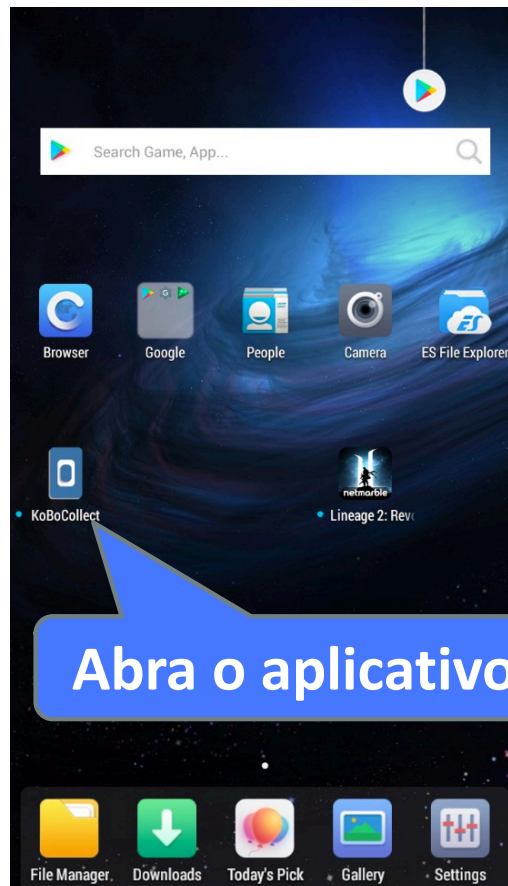 Search Game, App...
Browser
Google
People
Camera
ES File Explorer
netmarble
KoBoCollect
Lineage 2: Rev
Abra o aplicativo
File Manager
Downloads
Today's Pick
Gallery
Settings